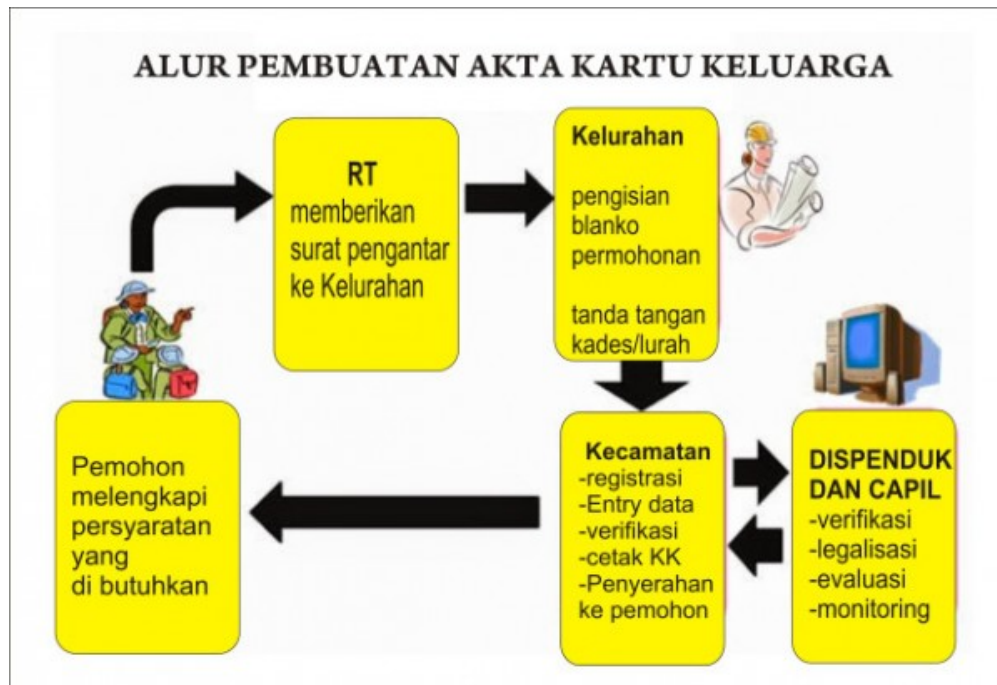 ALUR PEMBUATAN AKTA KARTU KELUARGA
RT
memberikan
surat pengantar
ke Kelurahan
Kelurahan
pengisian
blanko
permohonan
tanda tangan
kades/lurah
Kecamatan
-registrasi
-Entry data
-verifikasi
-cetak KK
-Penyerahan
ke pemohon
DISPENDUK
DAN CAPIL
-verifikasi
-legalisasi
-evaluasi
-monitoring
Pemohon
melengkapi
persyaratan
yang
di butuhkan